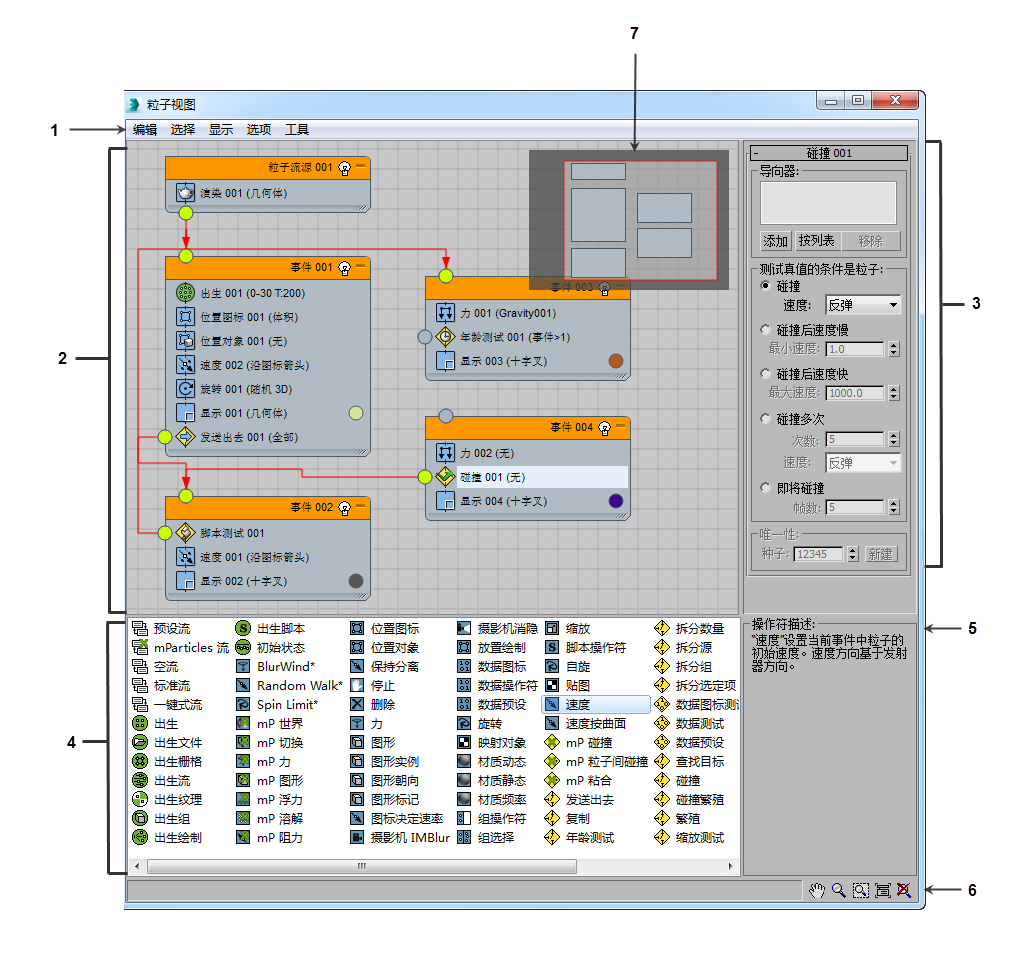 7
粒子视图
1
编辑 选择 显示 选项 工具
2
粒子流源 001
渲染 001 (几何体)
事件 001
出生 001 (0-30 T:200)
位置图标 001 (体积)
位置对象 001 (无)
速度 002 (沿图标箭头)
旋转 001 (随机 3D)
显示 001 (几何体)
发送出去 001 (全部)
事件 002
脚本测试 001
速度 001 (沿图标箭头)
显示 002 (十字叉)
事件 003
力 001 (Gravity001)
年龄测试 001 (事件>1)
显示 003 (十字叉)
事件 004
力 002 (无)
碰撞 001 (无)
显示 004 (十字叉)
3
- 碰撞 001
导向器:
添加 按列表 移除
测试真值的条件是粒子:
碰撞
速度: 反弹
碰撞后速度慢
最小速度: 1.0
碰撞后速度快
最大速度: 1000.0
碰撞多次
次数: 5
速度: 反弹
即将碰撞
帧数: 5
唯一性:
种子: 12345 新建
4
预设流 出生脚本 位置图标 摄影机消隐 缩放 拆分数量
mParticles 流 初始状态 位置对象 放置绘制 脚本操作符 拆分源
空流 BlurWind* 保持分离 数据图标 自旋 拆分组
标准流 Random Walk* 停止 数据操作符 贴图 拆分选定项
一键式流 Spin Limit* 删除 数据预设 速度 数据图标测试
出生 mP 世界 力 旋转 速度按曲面 数据测试
出生文件 mP 切换 图形 映射对象 mP 碰撞 数据预设
出生栅格 mP 力 图形实例 材质动态 mP 粒子间碰撞 查找目标
出生流 mP 图形 图形朝向 材质静态 mP 粘合 碰撞
出生纹理 mP 浮力 图形标记 材质频率 发送出去 碰撞繁殖
出生组 mP 溶解 图标决定速率 组操作符 复制 繁殖
出生绘制 mP 阻力 摄影机 IMBlur 组选择 年龄测试 缩放测试
5
操作符描述:
"速度"设置当前事件中粒子的
初始速度。速度方向基于发射
器方向。
6